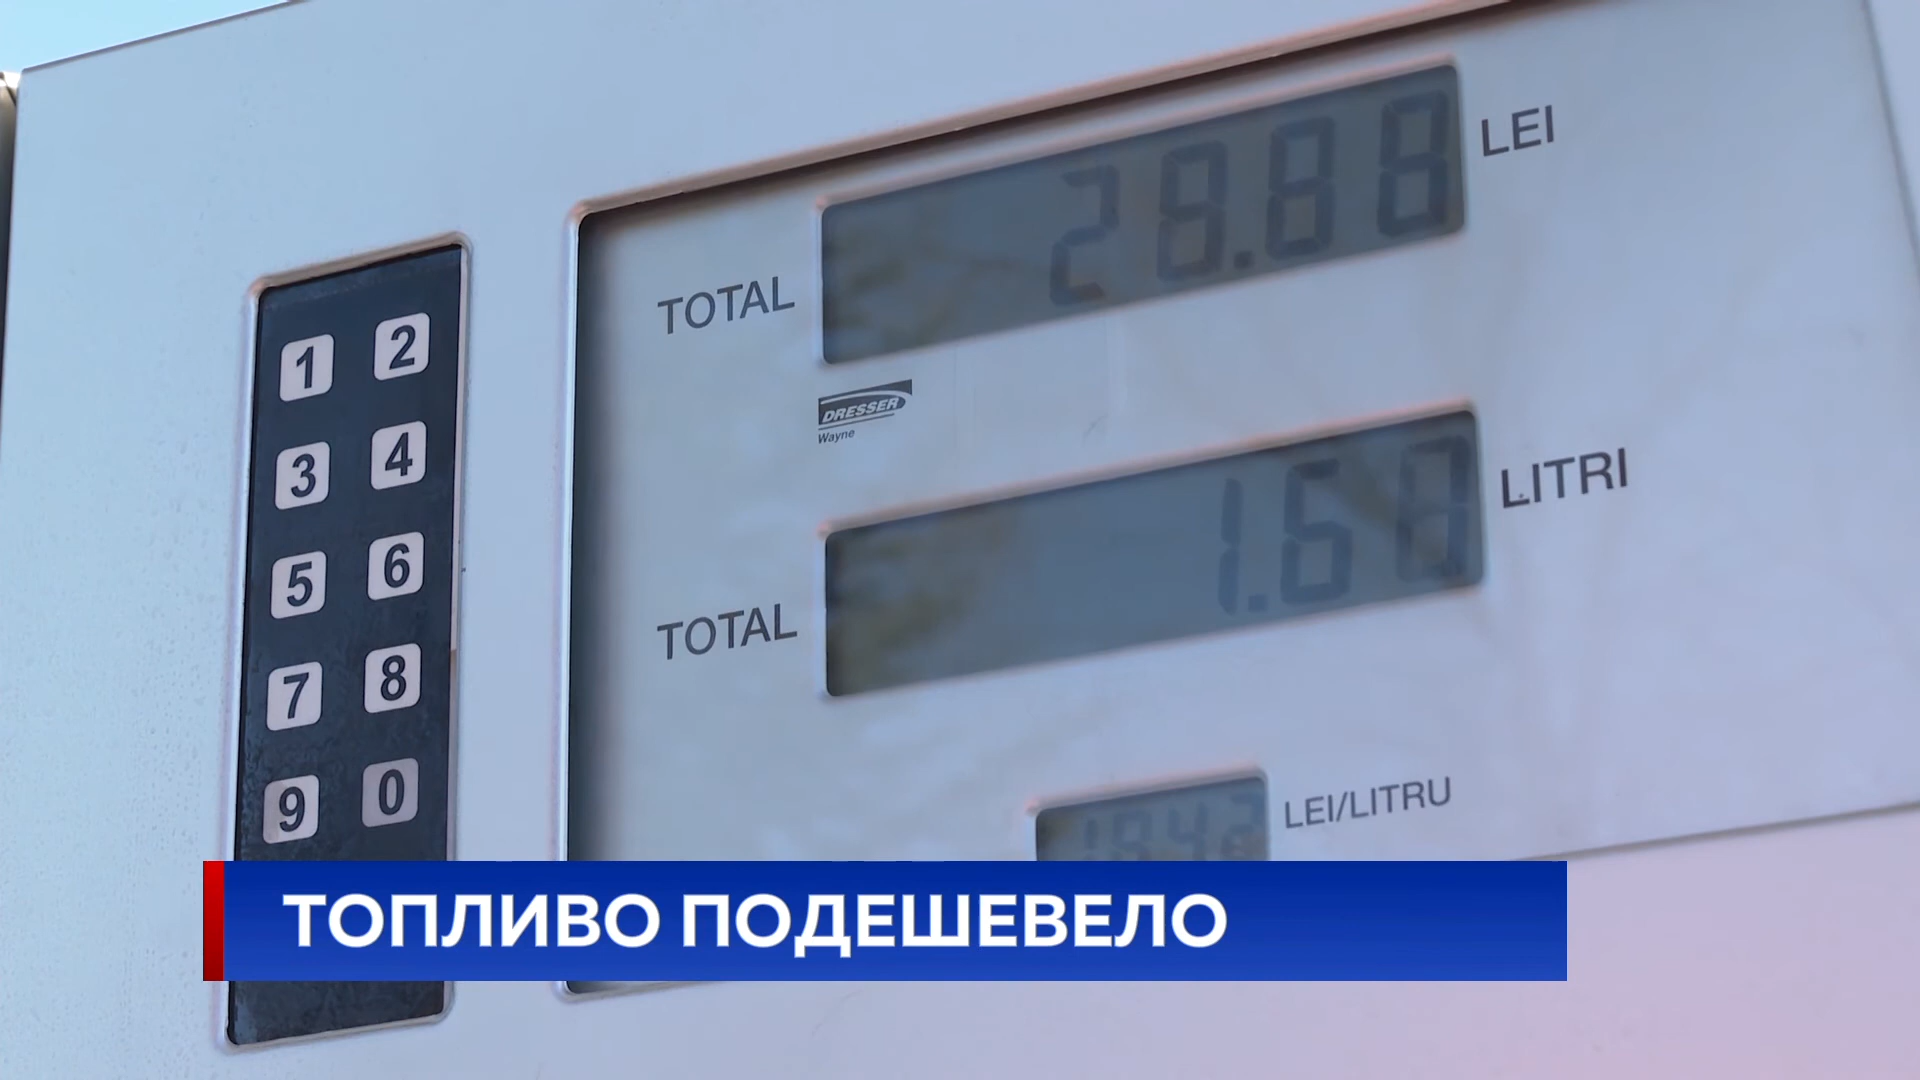 28.88 LEI
TOTAL
DRESSER
Wayne
1.6 LITRI
TOTAL
LEI/LITRU
1 2
3 4
5 6
7 8
9 0
ТОПЛИВО ПОДЕШЕВЕЛО